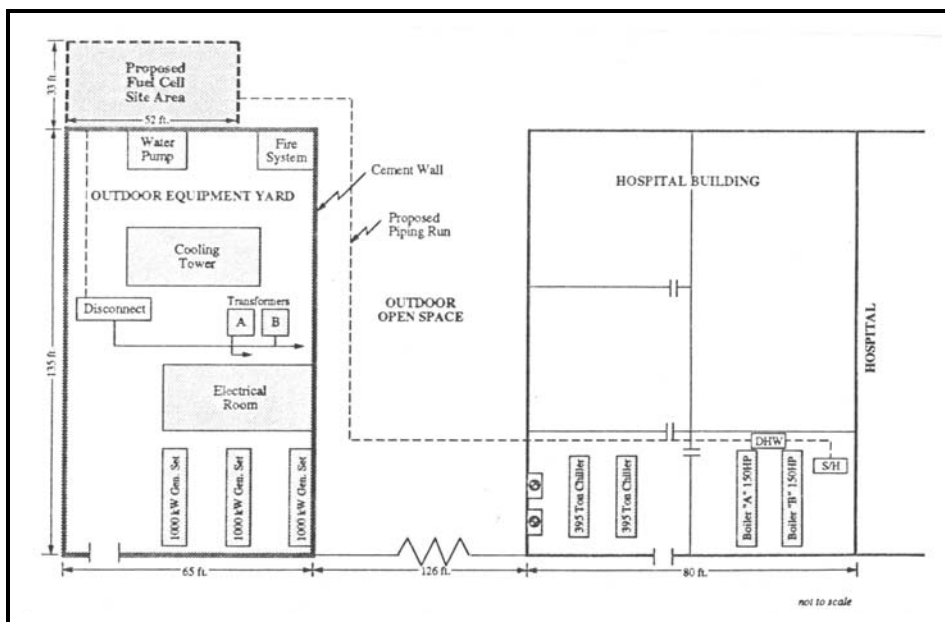 Proposed
Fuel Cell
Site Area
33 ft.
52 ft.
Water
Pump
Fire
System
Cement Wall
HOSPITAL BUILDING
OUTDOOR EQUIPMENT YARD
Proposed
Piping Run
Cooling
Tower
OUTDOOR
OPEN SPACE
Disconnect
Transformers
A
B
HOSPITAL
135 ft.
Electrical
Room
DHW
S/H
1000 kW Gen. Set
1000 kW Gen. Set
1000 kW Gen. Set
395 Ton Chiller
395 Ton Chiller
Boiler "A" 150HP
Boiler "B" 150HP
65 ft.
126 ft.
80 ft.
not to scale